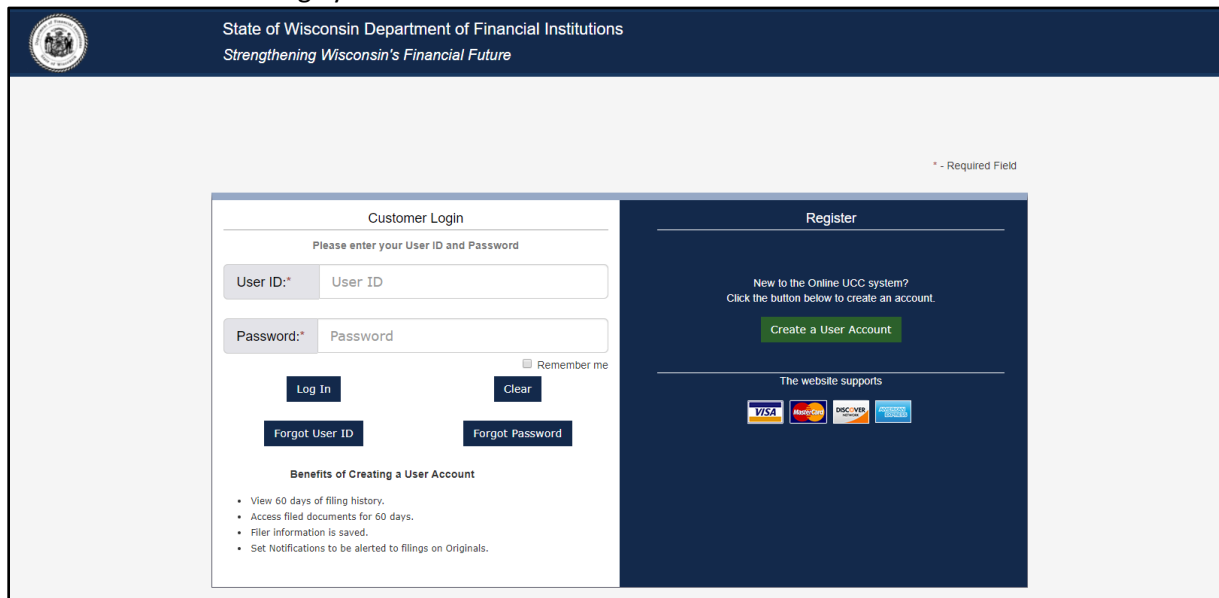 State of Wisconsin Department of Financial Institutions
Strengthening Wisconsin's Financial Future
* - Required Field
Customer Login
Please enter your User ID and Password
User ID:* User ID
Password:* Password
Remember me
Log In Clear
Forgot User ID Forgot Password
Benefits of Creating a User Account
• View 60 days of filing history.
• Access filed documents for 60 days.
• Filer information is saved.
• Set Notifications to be alerted to filings on Originals.
Register
New to the Online UCC system?
Click the button below to create an account.
Create a User Account
The website supports
VISA MasterCard DISCOVER AMERICAN EXPRESS